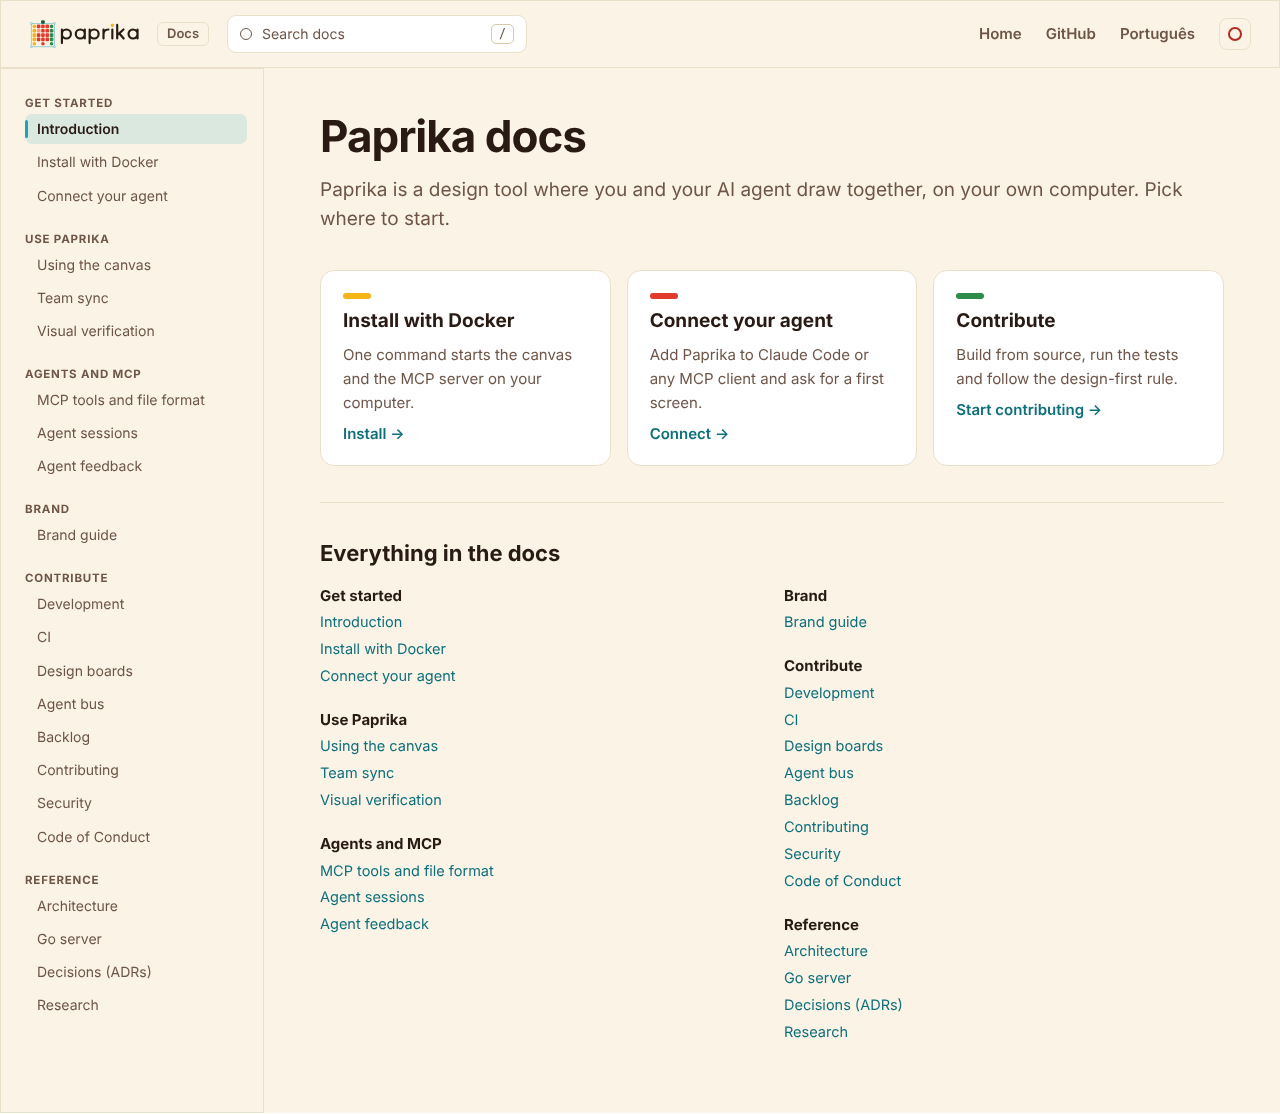 paprika
Docs
Search docs
/
Home
GitHub
Português
GET STARTED
Introduction
Install with Docker
Connect your agent
USE PAPRIKA
Using the canvas
Team sync
Visual verification
AGENTS AND MCP
MCP tools and file format
Agent sessions
Agent feedback
BRAND
Brand guide
CONTRIBUTE
Development
CI
Design boards
Agent bus
Backlog
Contributing
Security
Code of Conduct
REFERENCE
Architecture
Go server
Decisions (ADRs)
Research
Paprika docs
Paprika is a design tool where you and your AI agent draw together, on your own computer. Pick
where to start.
Install with Docker
One command starts the canvas
and the MCP server on your
computer.
Install →
Connect your agent
Add Paprika to Claude Code or
any MCP client and ask for a first
screen.
Connect →
Contribute
Build from source, run the tests
and follow the design-first rule.
Start contributing →
Everything in the docs
Get started
Introduction
Install with Docker
Connect your agent
Use Paprika
Using the canvas
Team sync
Visual verification
Agents and MCP
MCP tools and file format
Agent sessions
Agent feedback
Brand
Brand guide
Contribute
Development
CI
Design boards
Agent bus
Backlog
Contributing
Security
Code of Conduct
Reference
Architecture
Go server
Decisions (ADRs)
Research